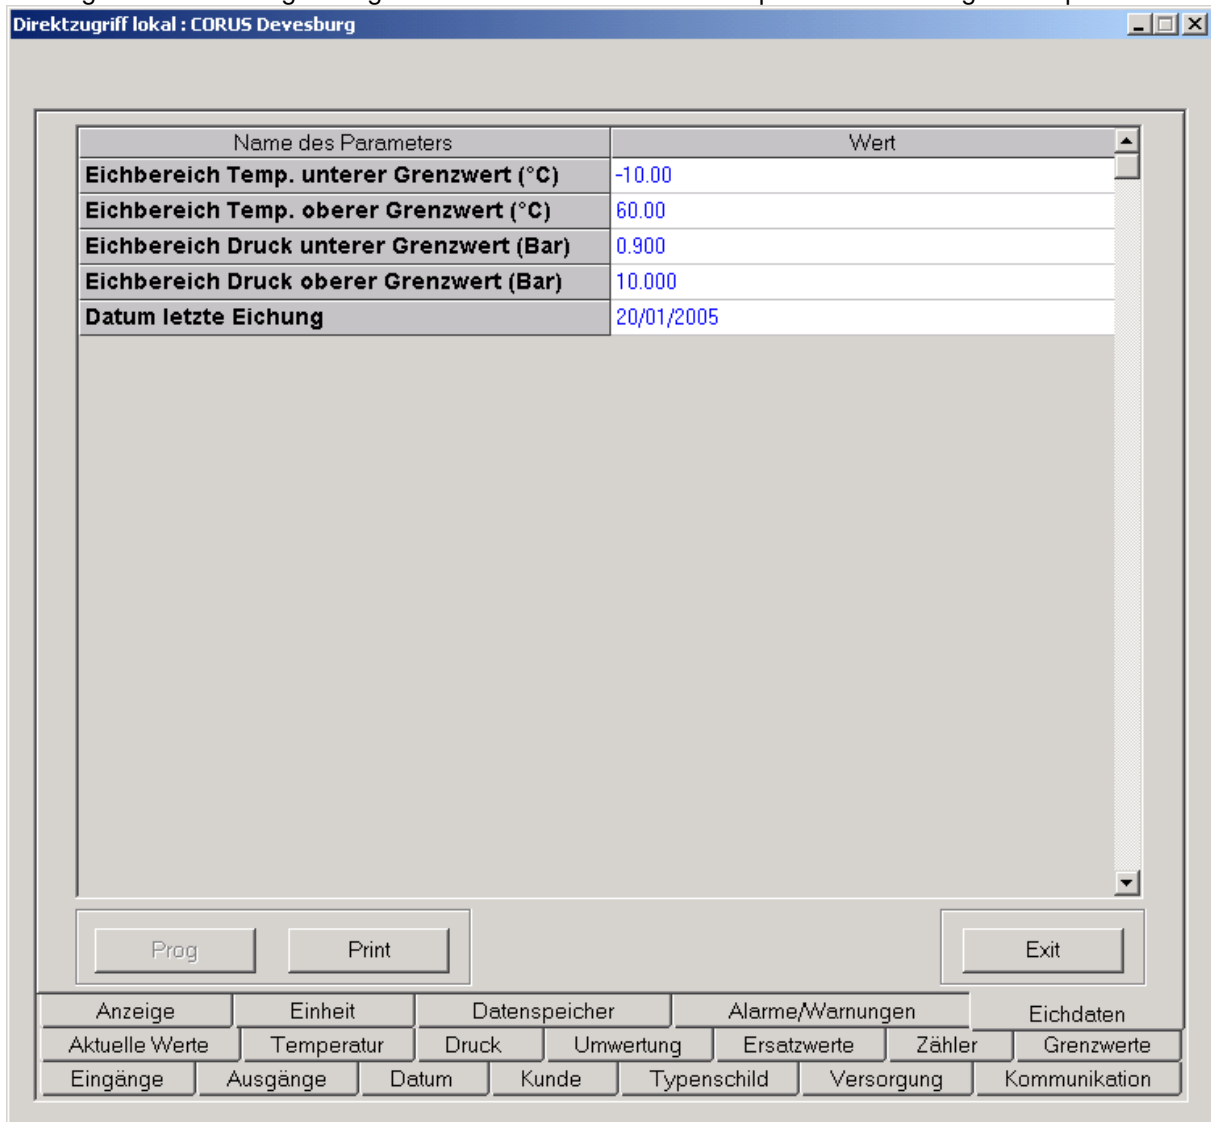 Direktzugriff lokal : CORUS Devesburg
Name des Parameters Wert
Eichbereich Temp. unterer Grenzwert (°C) -10.00
Eichbereich Temp. oberer Grenzwert (°C) 60.00
Eichbereich Druck unterer Grenzwert (Bar) 0.900
Eichbereich Druck oberer Grenzwert (Bar) 10.000
Datum letzte Eichung 20/01/2005
Prog Print Exit
Anzeige Einheit Datenspeicher Alarme/Warnungen Eichdaten
Aktuelle Werte Temperatur Druck Umwertung Ersatzwerte Zähler Grenzwerte
Eingänge Ausgänge Datum Kunde Typenschild Versorgung Kommunikation